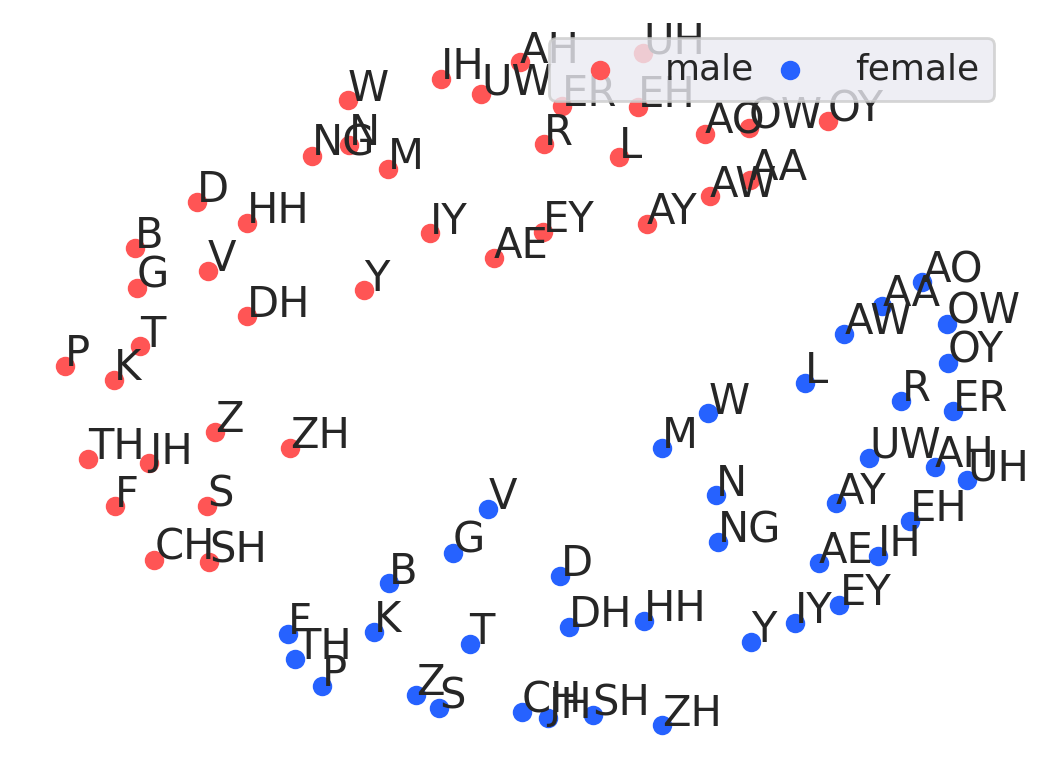 UH
AH
IH
male
female
UW
W
ER
EH
OY
AO
OW
N
R
NG
L
M
AA
AW
D
HH
AY
IY
EY
B
AE
V
G
Y
DH
T
P
K
Z
ZH
TH
JH
F
S
CH
SH
AO
AA
OW
AW
OY
L
R
ER
W
M
UW
AH
UH
N
AY
V
EH
NG
G
IH
AE
D
B
EY
IY
HH
DH
F
K
T
Y
TH
P
Z
S
CH
JH
SH
ZH